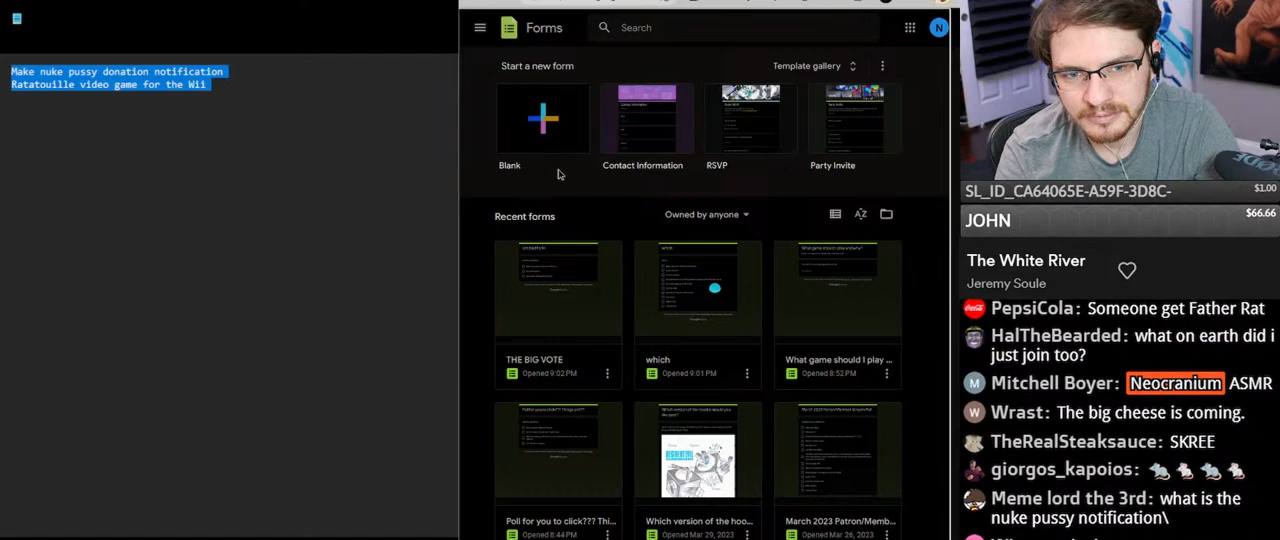 Make nuke pussy donation notification
Ratatouille video game for the Wii
Forms
Search
N
Start a new form
Template gallery
Blank
Contact Information
RSVP
Party Invite
Recent forms
Owned by anyone
THE BIG VOTE
Opened 9:02 PM
which
Opened 9:01 PM
What game should I play ...
Opened 8:52 PM
Poll for you to click??? Thi...
Opened 8:44 PM
Which version of the hoo...
Opened Mar 29, 2023
March 2023 Patron/Memb...
Opened Mar 26, 2023
SL_ID_CA64065E-A59F-3D8C- $1.00
JOHN $66.66
The White River
Jeremy Soule
PepsiCola: Someone get Father Rat
HalTheBearded: what on earth did i
just join too?
M Mitchell Boyer: Neocranium ASMR
W Wrast: The big cheese is coming.
TheRealSteaksauce: SKREE
giorgos_kapoios: 🐁 🐁 🐁 🐁
Meme lord the 3rd: what is the
nuke pussy notification\